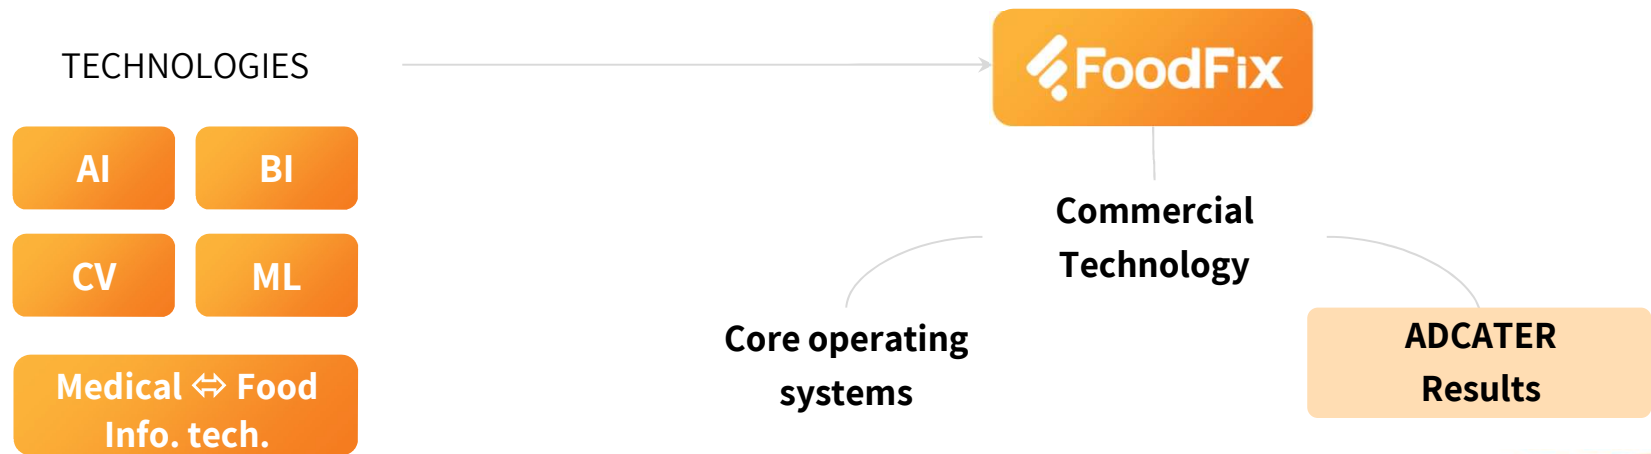 TECHNOLOGIES
AI
BI
CV
ML
Medical ⇔ Food
Info. tech.
FoodFix
Commercial
Technology
Core operating
systems
ADCATER
Results